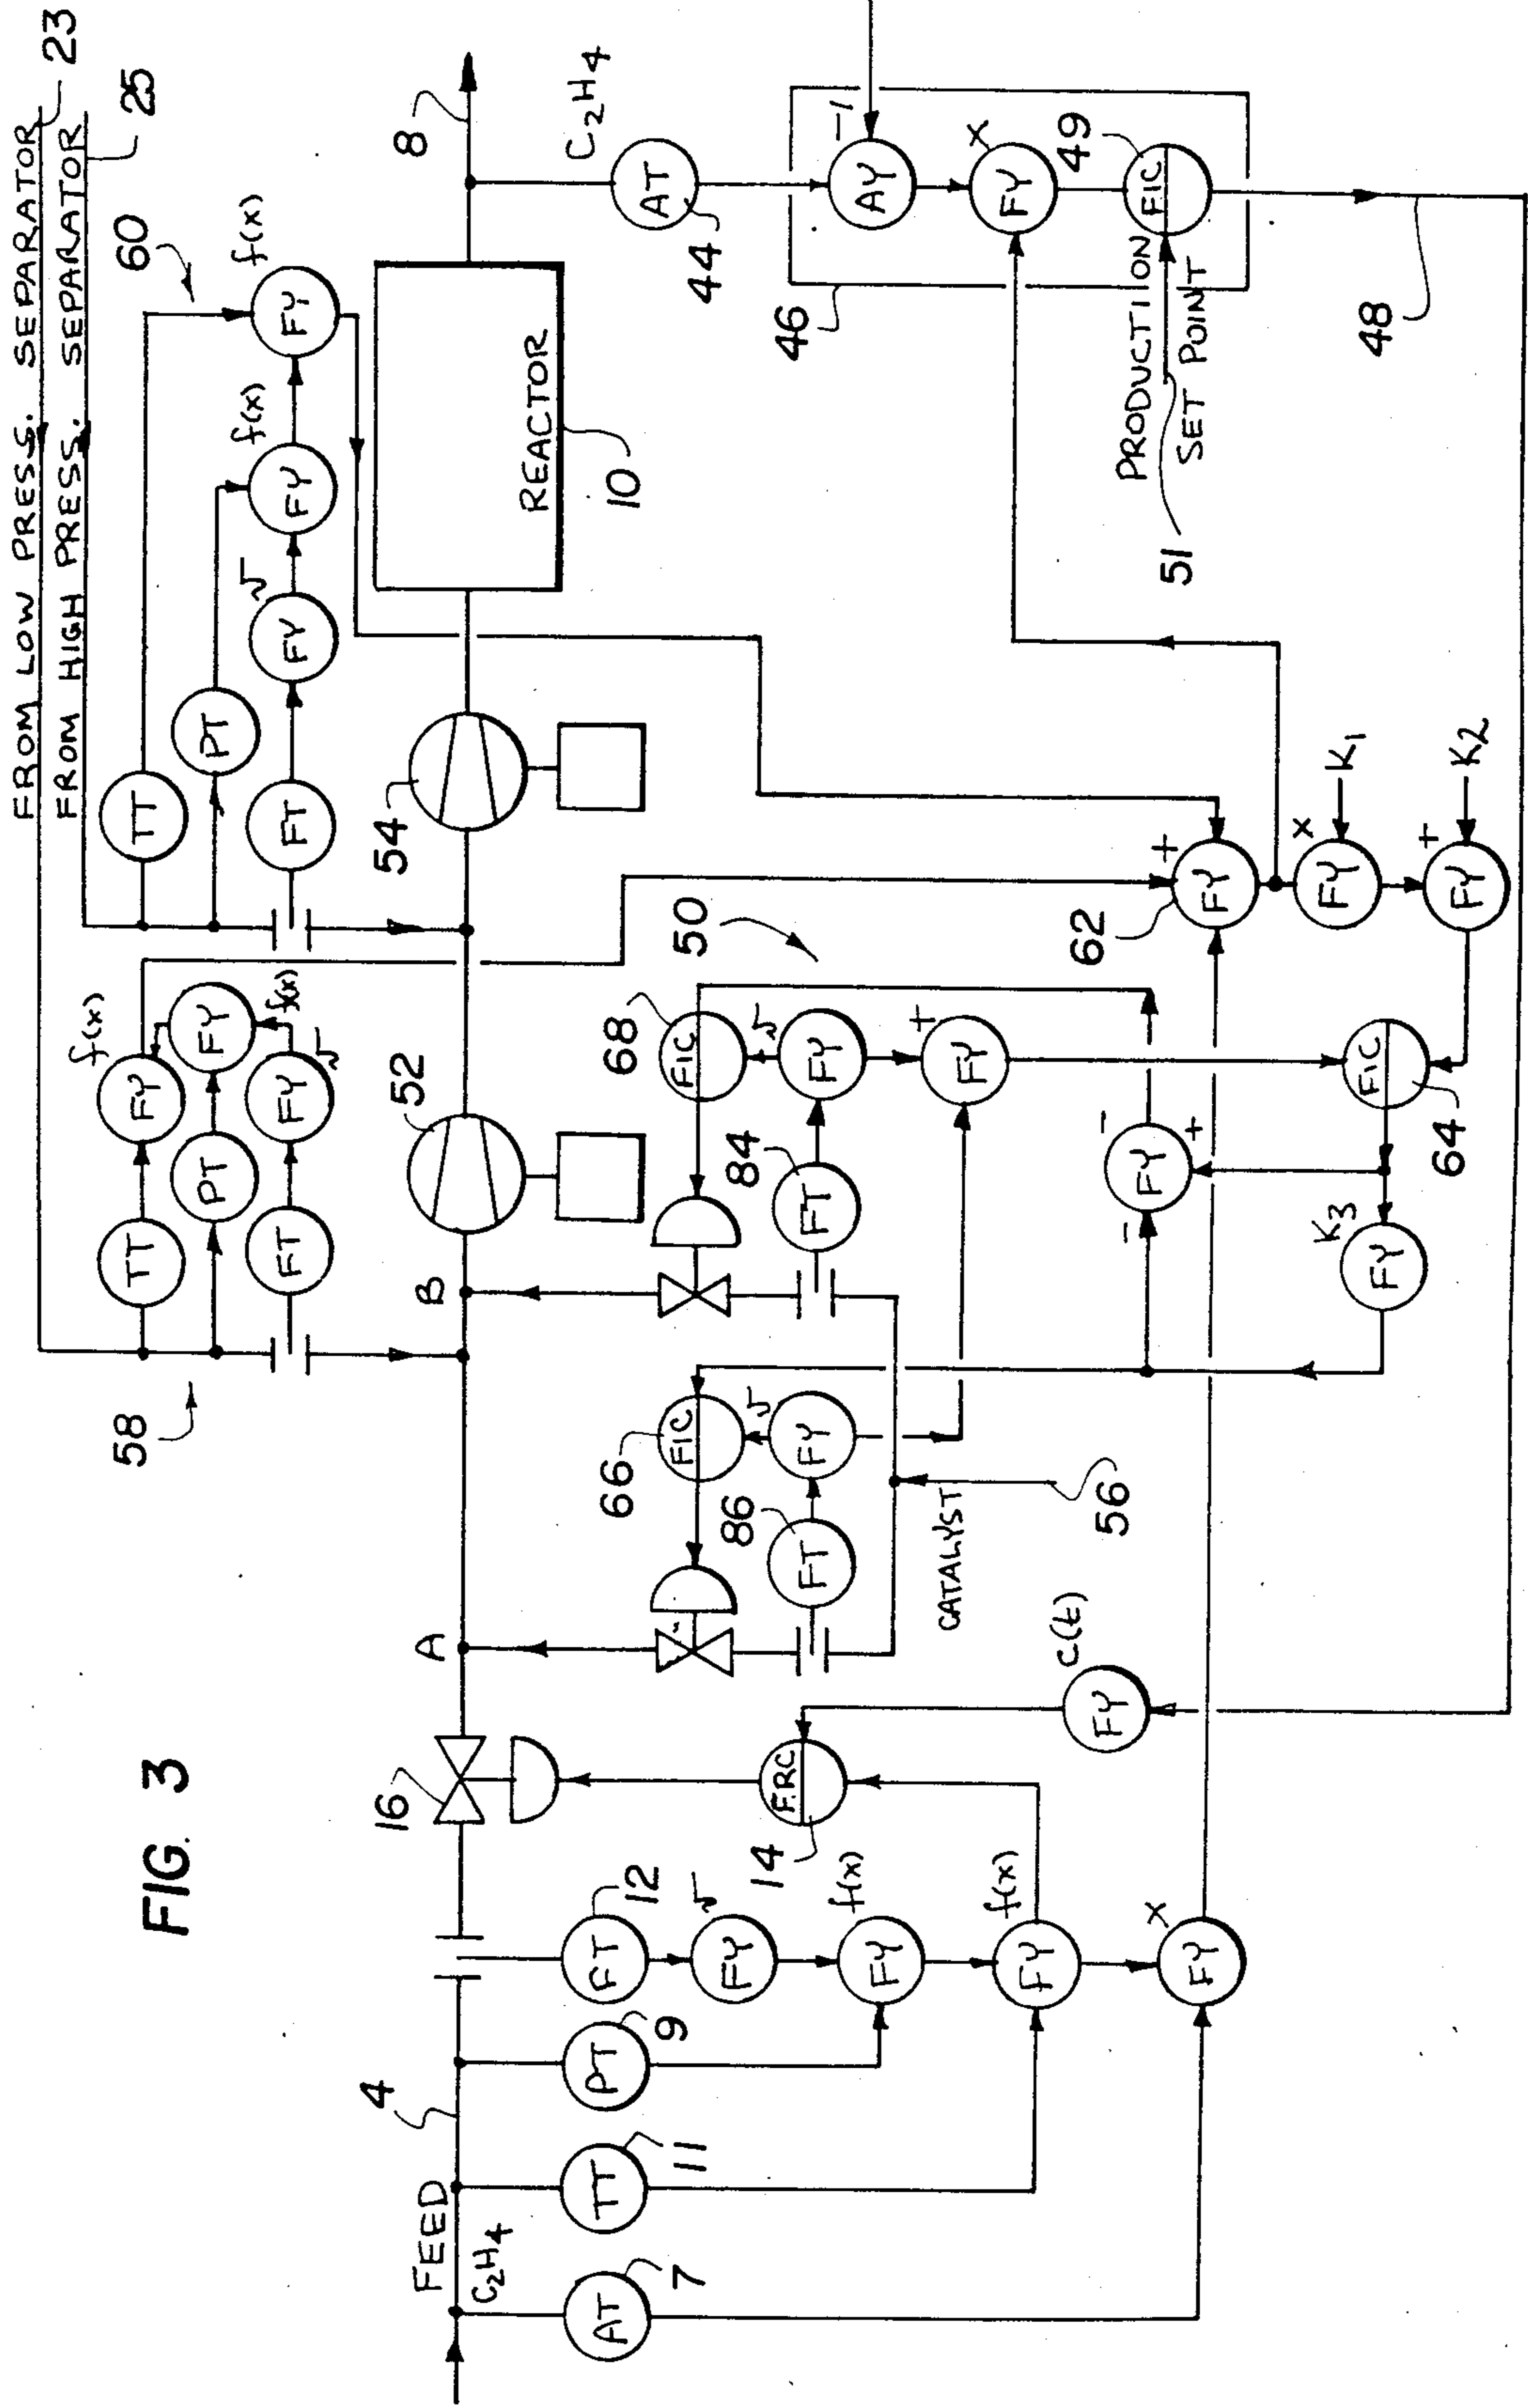 FIG. 3
FROM LOW PRESS. SEPARATOR
23
FROM HIGH PRESS. SEPARATOR
25
58
TT
FY
f(x)
PT
FY
f(x)
FT
FY
√
TT
60
PT
FY
f(x)
FY
f(x)
FT
FY
√
FEED
4
C2H4
16
A
B
52
54
REACTOR
10
8
C2H4
AT
7
TT
11
PT
9
FT
12
FY
√
FY
f(x)
FY
f(x)
FY
X
FRC
14
FY
C(t)
66
FIC
FY
√
86
FT
CATALYST
56
68
FIC
FY
√
84
FT
FY
+
50
FY
-
-
+
FIC
64
FY
K3
62
FY
+
FY
X
K1
FY
+
K2
AT
44
46
AY
-1
FY
X
FIC
49
PRODUCTION
SET POINT
51
48